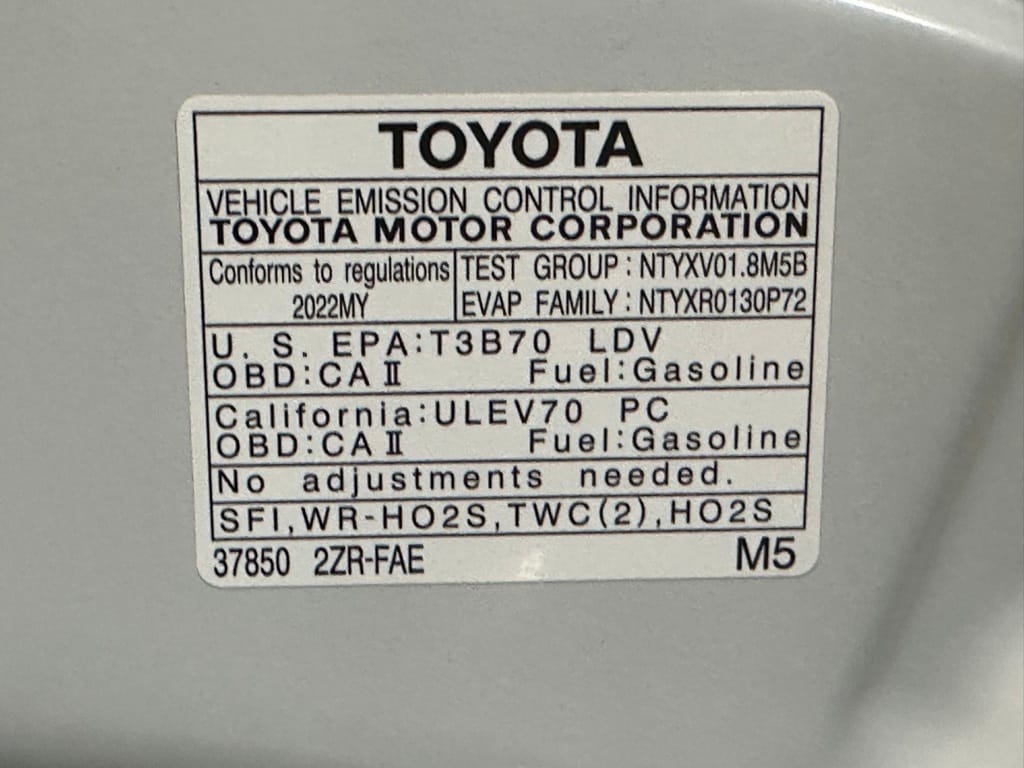 TOYOTA
VEHICLE EMISSION CONTROL INFORMATION
TOYOTA MOTOR CORPORATION
Conforms to regulations
2022MY
TEST GROUP : NTYXV01.8M5B
EVAP FAMILY : NTYXR0130P72
U. S. EPA:T3B70 LDV
OBD:CA Ⅱ Fuel:Gasoline
California:ULEV70 PC
OBD:CA Ⅱ Fuel:Gasoline
No adjustments needed.
SFI,WR-HO2S,TWC(2),HO2S
37850 2ZR-FAE M5